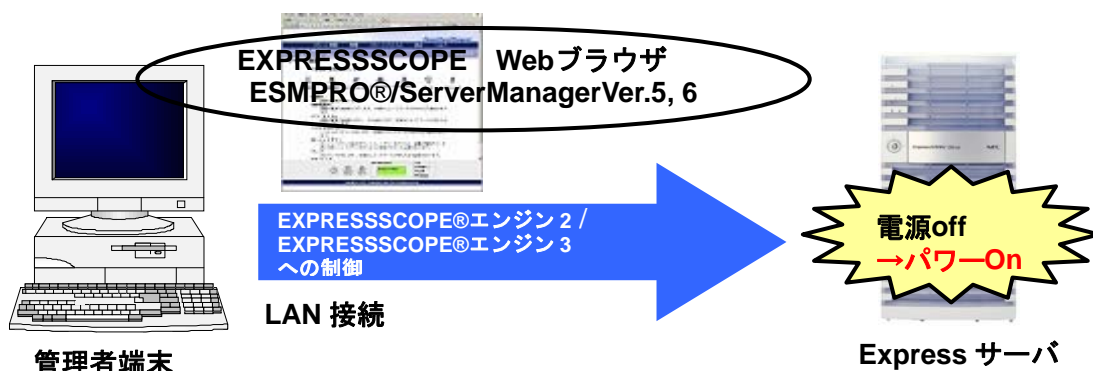 EXPRESSSCOPE Webブラウザ
ESMPRO®/ServerManagerVer.5, 6
EXPRESSSCOPE®エンジン 2 /
EXPRESSSCOPE®エンジン 3
への制御
LAN 接続
電源off
→パワーOn
管理者端末
Express サーバ